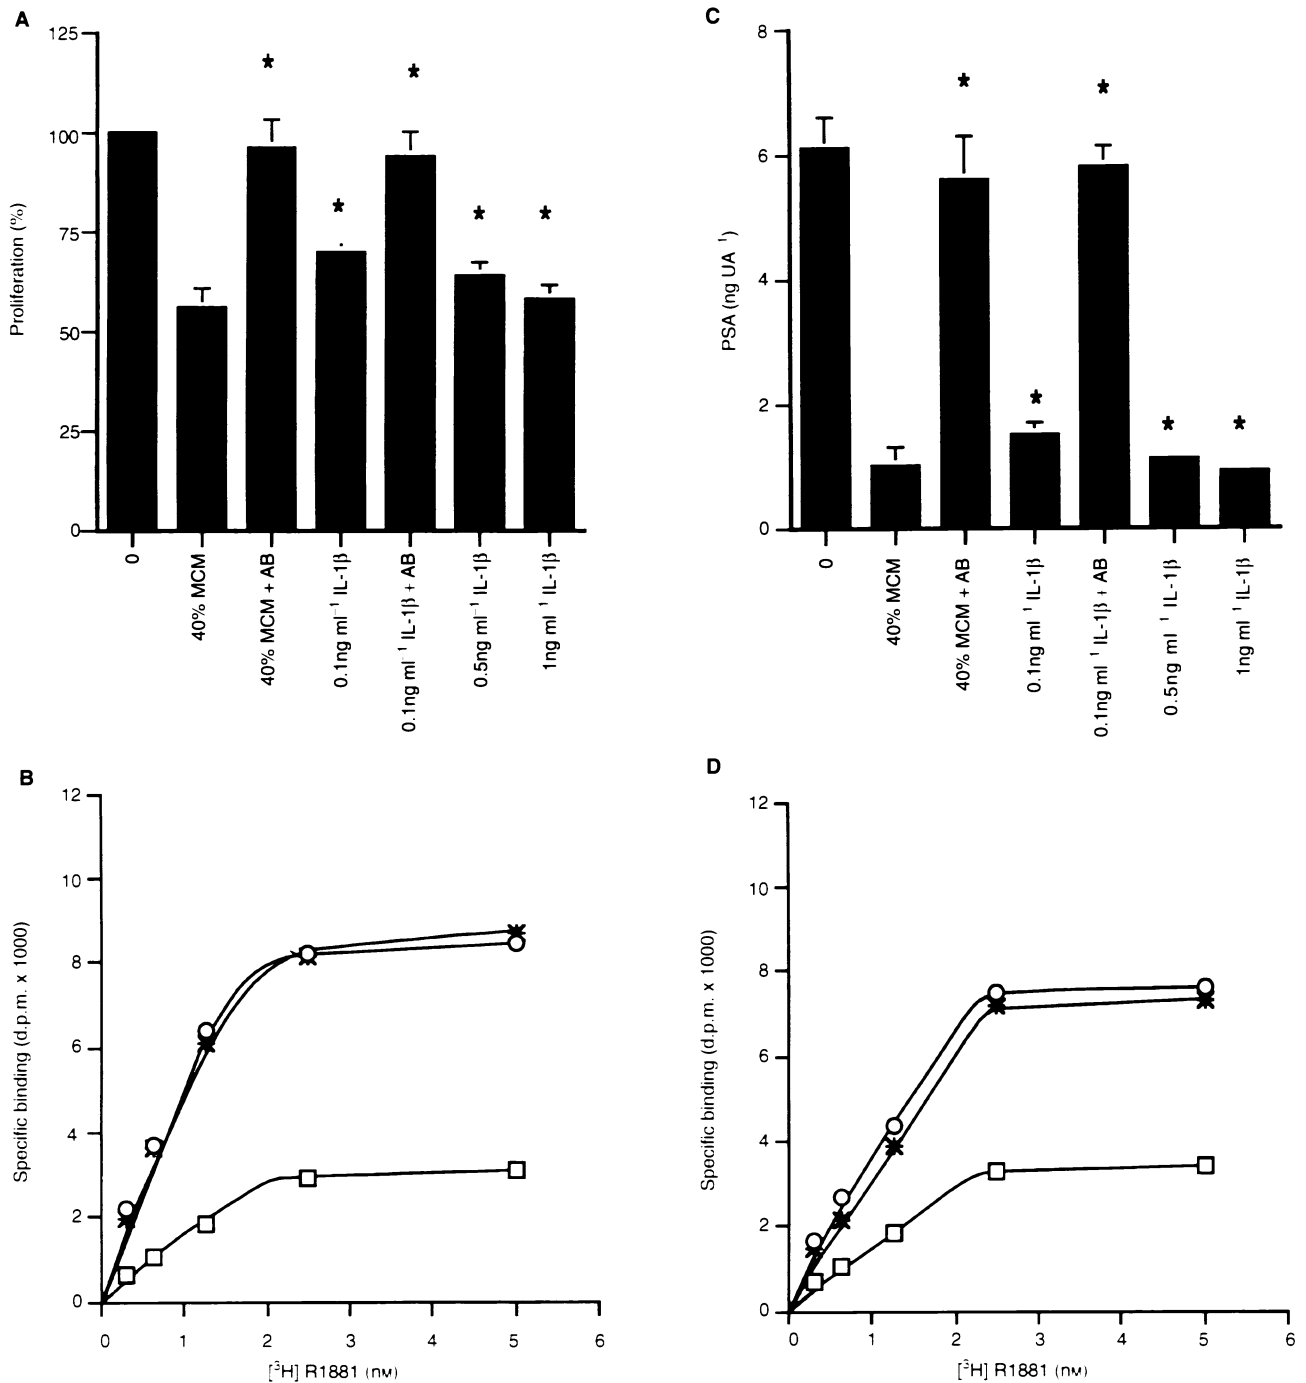 A
125
100
75
50
25
0
Proliferation (%)
0
40% MCM
40% MCM + AB
0.1ng ml⁻¹ IL-1β
0.1ng ml ¹ IL-1β + AB
0.5ng ml⁻¹ IL-1β
1ng ml ¹ IL-1β
C
8
6
4
2
0
PSA (ng UA ¹)
0
40% MCM
40% MCM + AB
0.1ng ml ¹ IL-1β
0.1ng ml ¹ IL-1β + AB
0.5ng ml ¹ IL-1β
1ng ml ¹ IL-1β
B
12
10
8
6
4
2
0
Specific binding (d.p.m. x 1000)
0 1 2 3 4 5 6
[³H] R1881 (nM)
D
12
10
8
6
4
2
0
Specific binding (d.p.m. x 1000)
0 1 2 3 4 5 6
[³H] R1881 (nM)